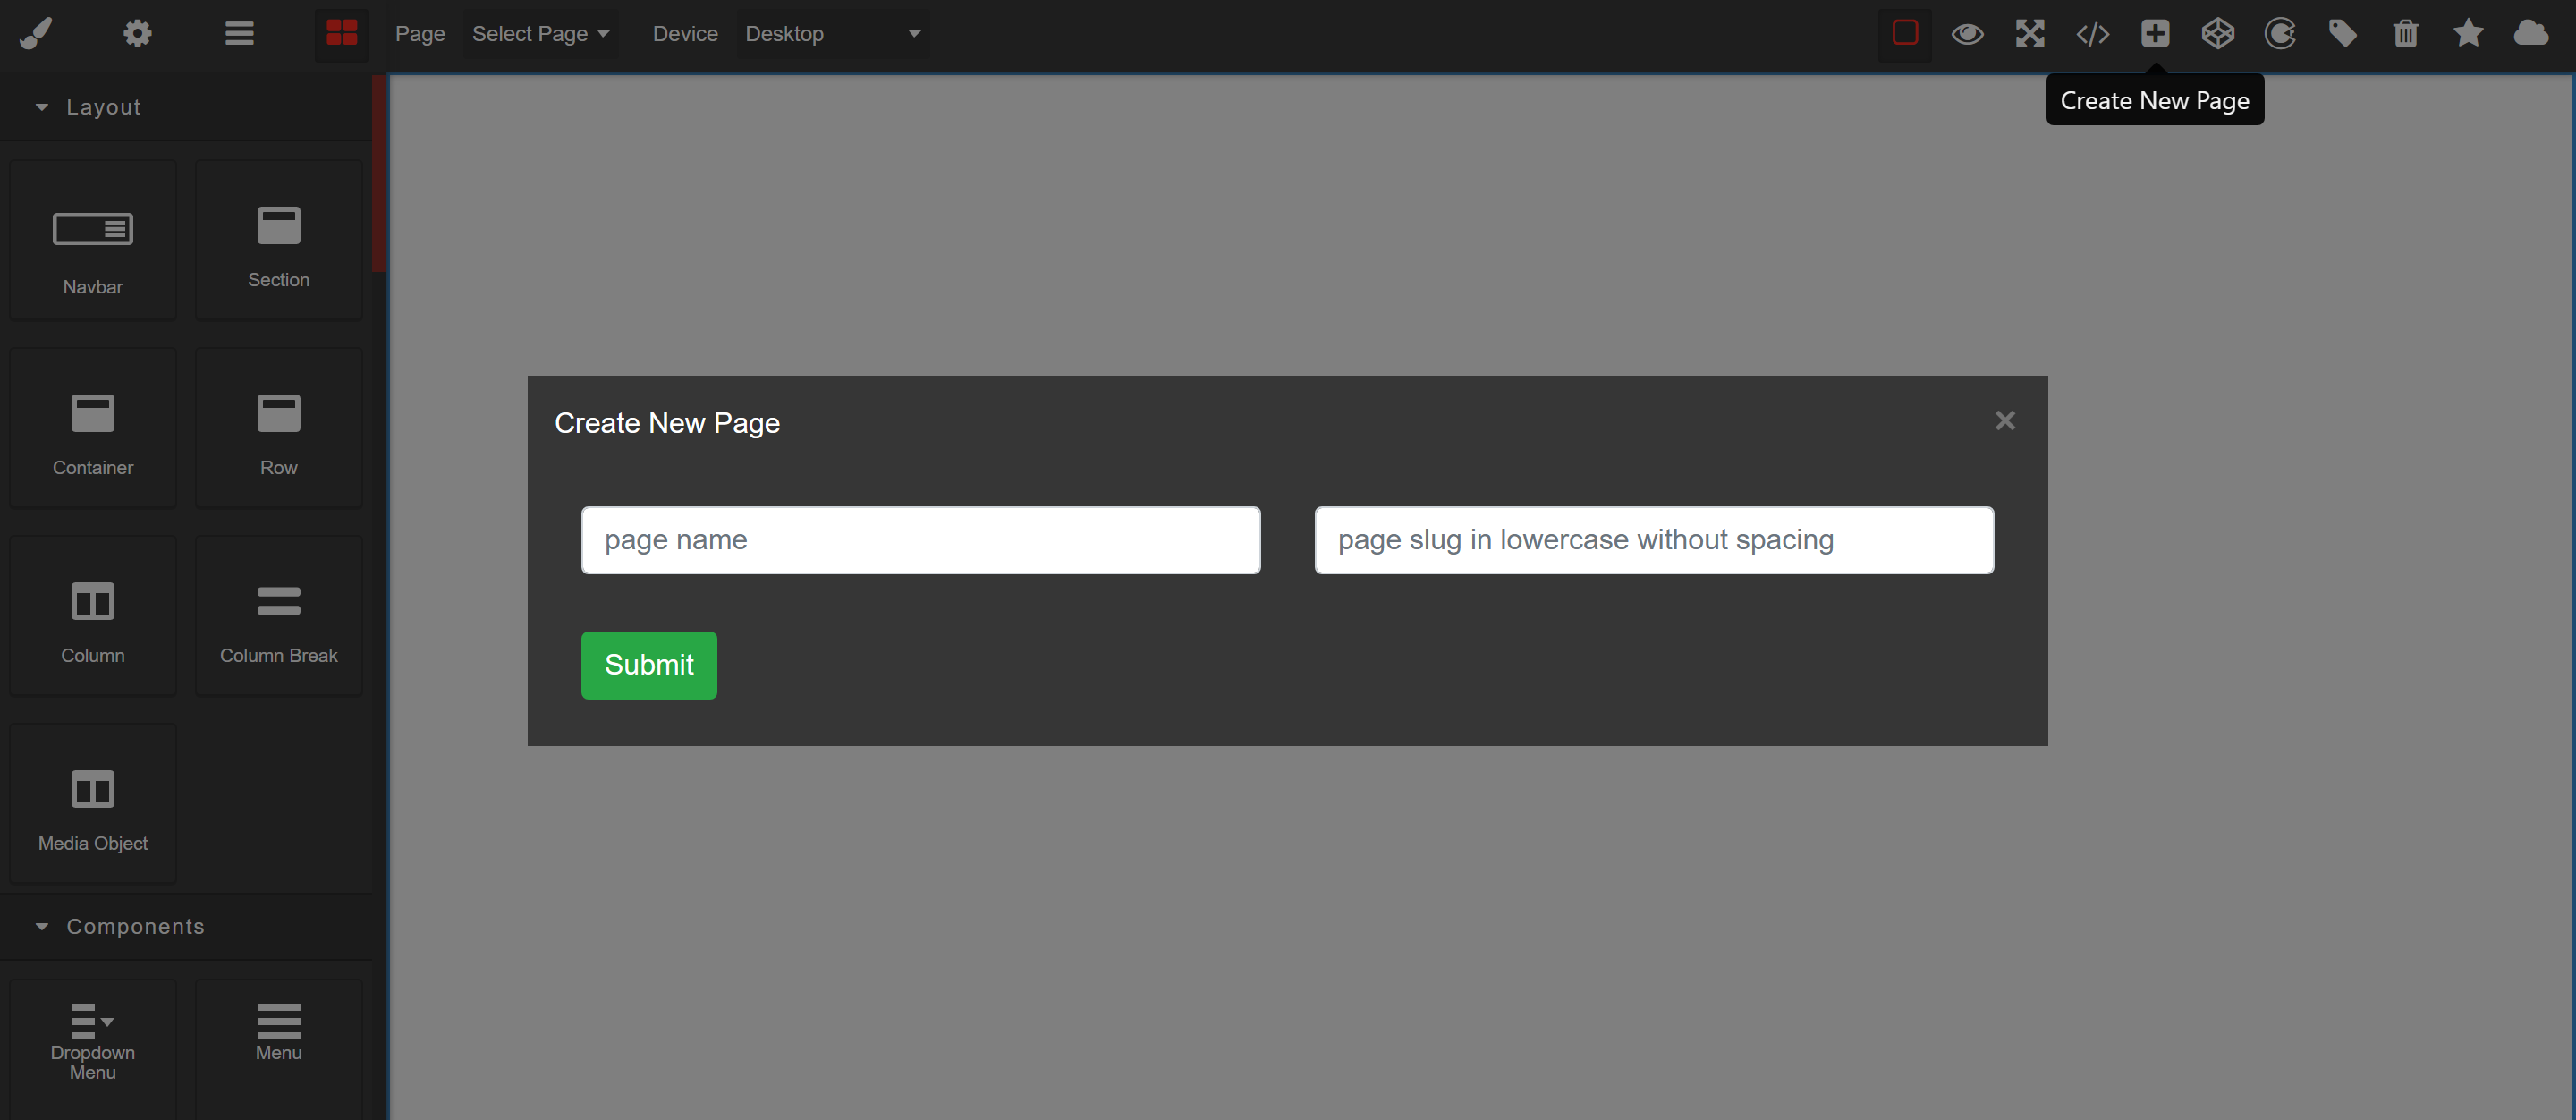 Page Select Page Device Desktop
Create New Page
Layout
Navbar
Section
Container
Row
Column
Column Break
Media Object
Components
Dropdown
Menu
Menu
Create New Page
×
page name
page slug in lowercase without spacing
Submit